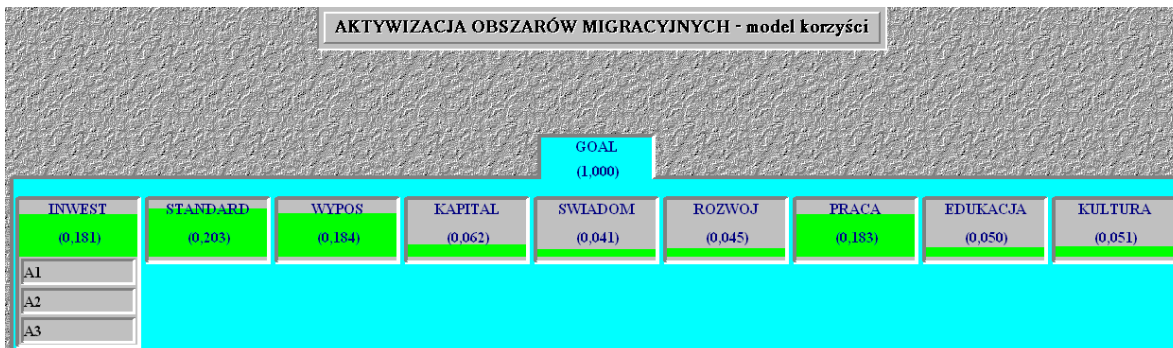 AKTYWIZACJA OBSZARÓW MIGRACYJNYCH - model korzyści
GOAL
(1,000)
INWEST STANDARD WYPOS KAPITAL SWIADOM ROZWOJ PRACA EDUKACJA KULTURA
(0,181) (0,203) (0,184) (0,062) (0,041) (0,045) (0,183) (0,050) (0,051)
A1
A2
A3